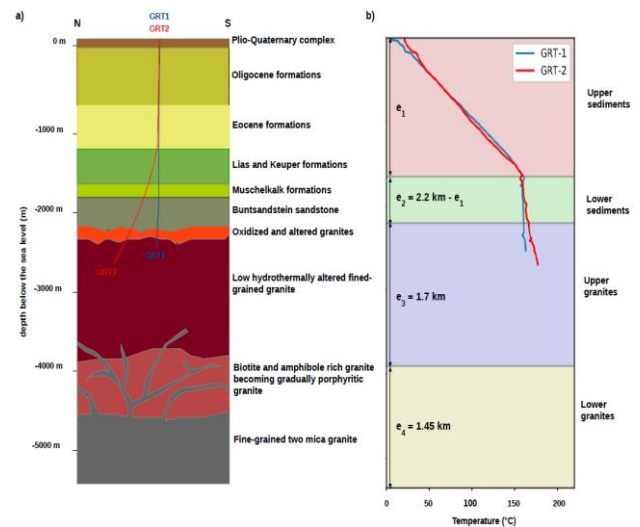 a)
N
S
GRT1
GRT2
0 m
-1000 m
-2000 m
-3000 m
-4000 m
-5000 m
depth below the sea level (m)
Plio-Quaternary complex
Oligocene formations
Eocene formations
Lias and Keuper formations
Muschelkalk formations
Buntsandstein sandstone
Oxidized and altered granites
GRT2
GRT1
Low hydrothermally altered fined-
grained granite
Biotite and amphibole rich granite
becoming gradually porphyritic
granite
Fine-grained two mica granite
b)
GRT-1
GRT-2
e1
e2 = 2.2 km - e1
e3 = 1.7 km
e4 = 1.45 km
Upper
sediments
Lower
sediments
Upper
granites
Lower
granites
0 50 100 150 200
Temperature (°C)